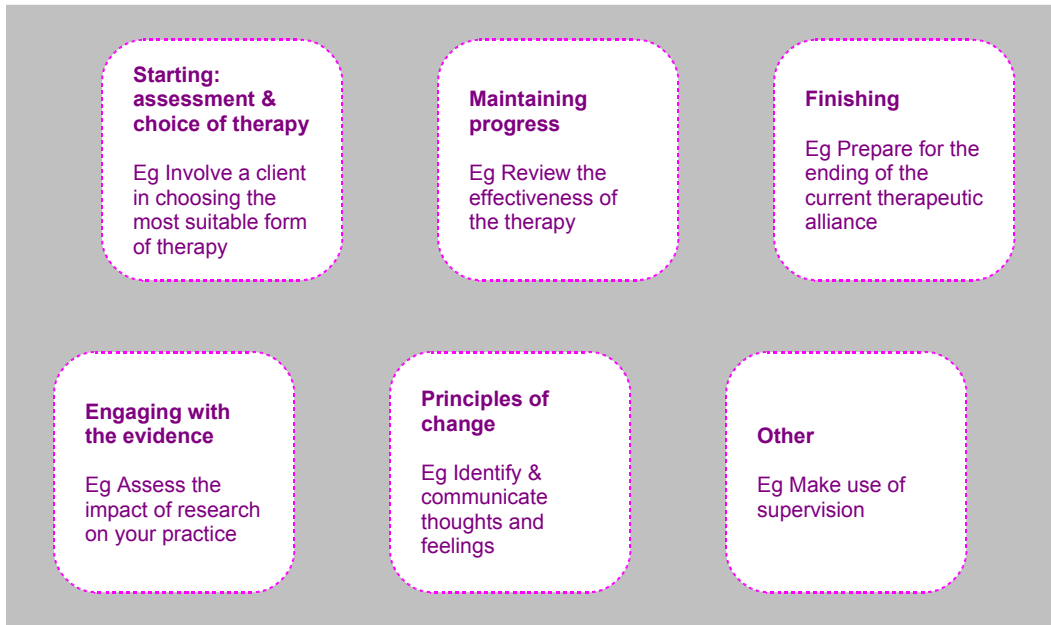 Starting:
assessment &
choice of therapy
Eg Involve a client
in choosing the
most suitable form
of therapy
Maintaining
progress
Eg Review the
effectiveness of
the therapy
Finishing
Eg Prepare for the
ending of the
current therapeutic
alliance
Engaging with
the evidence
Eg Assess the
impact of research
on your practice
Principles of
change
Eg Identify &
communicate
thoughts and
feelings
Other
Eg Make use of
supervision